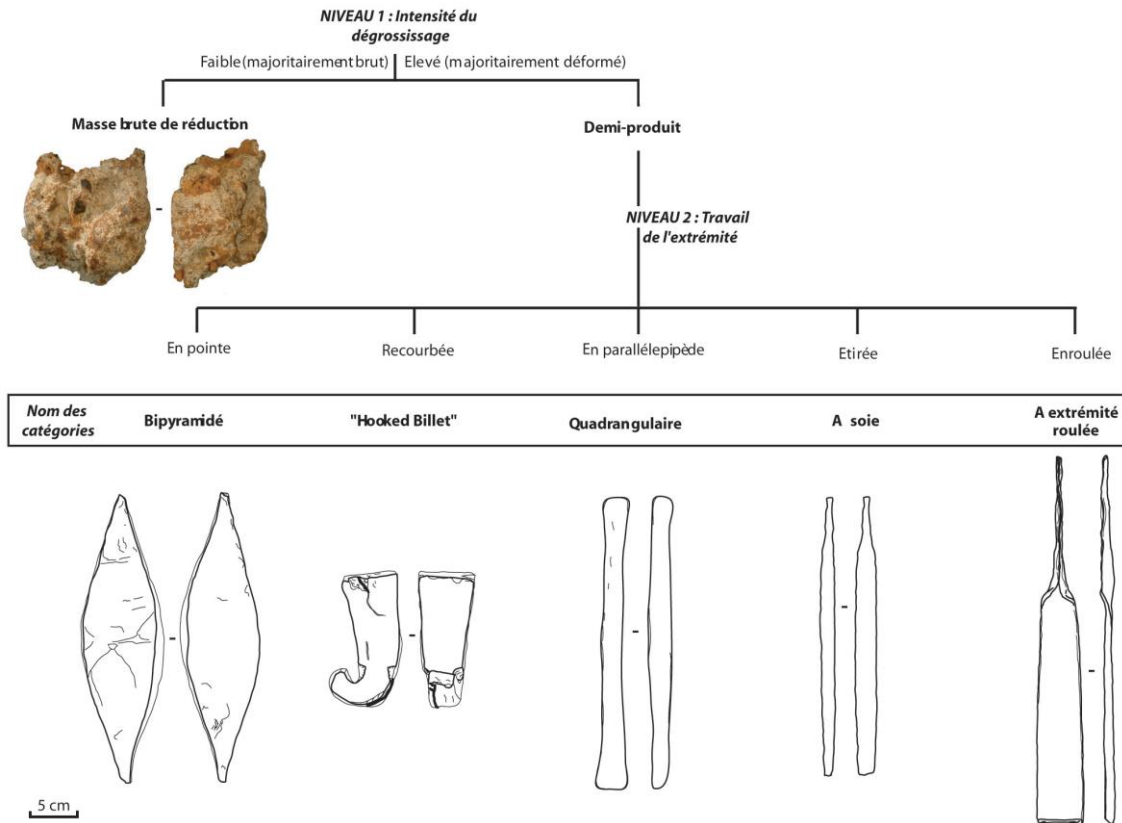 NIVEAU 1 : Intensité du
dégrossissage
Faible (majoritairement brut) Elevé (majoritairement déformé)
Masse brute de réduction
Demi-produit
NIVEAU 2 : Travail
de l'extrémité
En pointe
Recourbée
En parallélepipède
Etirée
Enroulée
Nom des
catégories
Bipyramidé
"Hooked Billet"
Quadrangulaire
A soie
A extrémité
roulée
5 cm